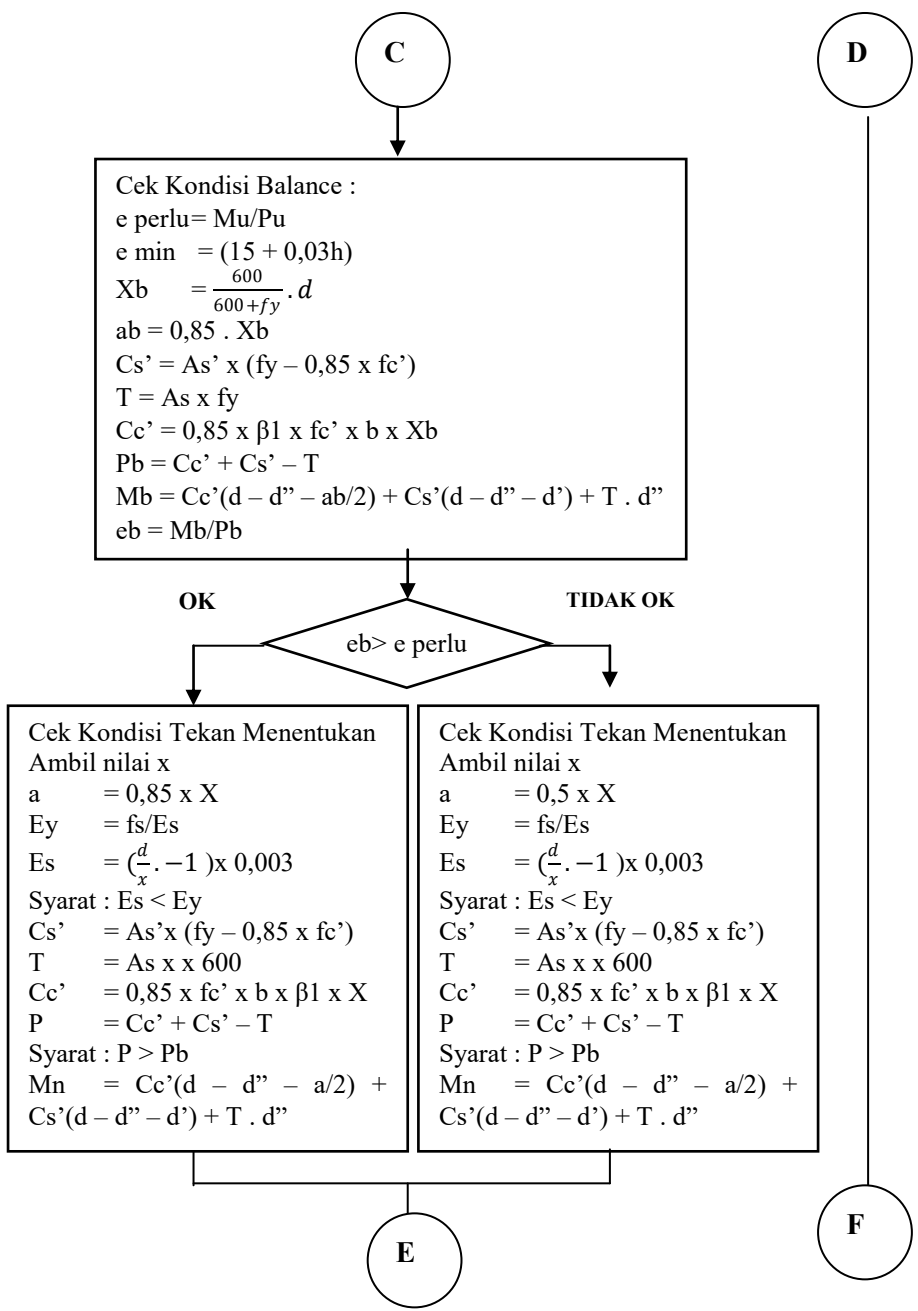 C
D
Cek Kondisi Balance :
e perlu= Mu/Pu
e min = (15 + 0,03h)
Xb = \frac{600}{600+fy} . d
ab = 0,85 . Xb
Cs’ = As’ x (fy – 0,85 x fc’)
T = As x fy
Cc’ = 0,85 x β1 x fc’ x b x Xb
Pb = Cc’ + Cs’ – T
Mb = Cc’(d – d” – ab/2) + Cs’(d – d” – d’) + T . d”
eb = Mb/Pb
OK
TIDAK OK
eb> e perlu
Cek Kondisi Tekan Menentukan
Ambil nilai x
a = 0,85 x X
Ey = fs/Es
Es = (\frac{d}{x}. –1 )x 0,003
Syarat : Es < Ey
Cs’ = As’x (fy – 0,85 x fc’)
T = As x x 600
Cc’ = 0,85 x fc’ x b x β1 x X
P = Cc’ + Cs’ – T
Syarat : P > Pb
Mn = Cc’(d – d” – a/2) +
Cs’(d – d” – d’) + T . d”
Cek Kondisi Tekan Menentukan
Ambil nilai x
a = 0,5 x X
Ey = fs/Es
Es = (\frac{d}{x}. –1 )x 0,003
Syarat : Es < Ey
Cs’ = As’x (fy – 0,85 x fc’)
T = As x x 600
Cc’ = 0,85 x fc’ x b x β1 x X
P = Cc’ + Cs’ – T
Syarat : P > Pb
Mn = Cc’(d – d” – a/2) +
Cs’(d – d” – d’) + T . d”
E
F